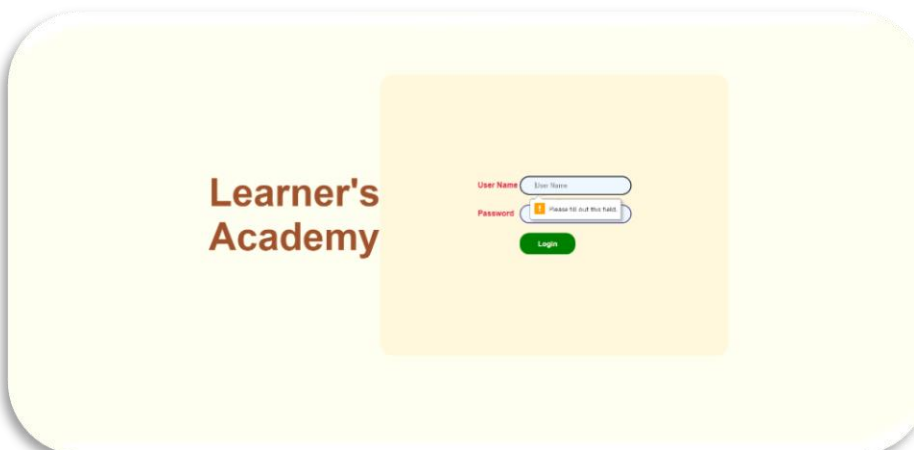 Learner's
Academy
User Name
User Name
Password
! Please fill out this field.
Login